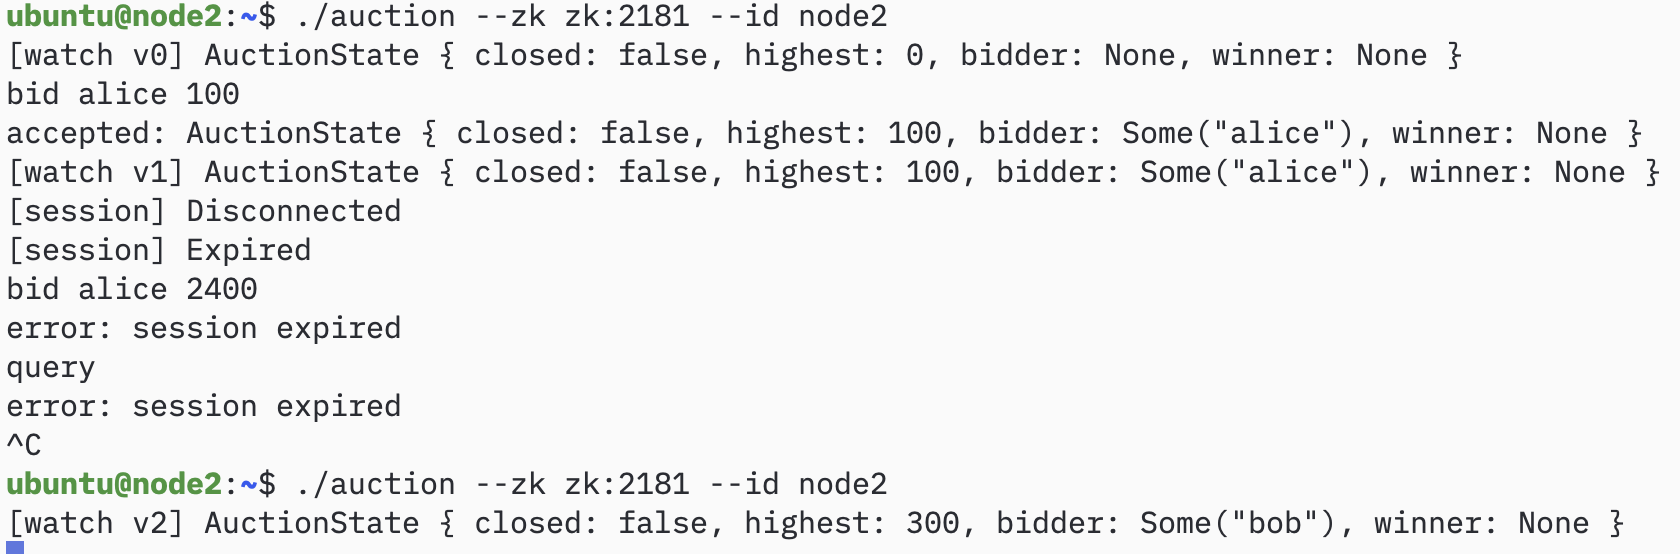 ubuntu@node2:~$ ./auction --zk zk:2181 --id node2
[watch v0] AuctionState { closed: false, highest: 0, bidder: None, winner: None }
bid alice 100
accepted: AuctionState { closed: false, highest: 100, bidder: Some("alice"), winner: None }
[watch v1] AuctionState { closed: false, highest: 100, bidder: Some("alice"), winner: None }
[session] Disconnected
[session] Expired
bid alice 2400
error: session expired
query
error: session expired
^C
ubuntu@node2:~$ ./auction --zk zk:2181 --id node2
[watch v2] AuctionState { closed: false, highest: 300, bidder: Some("bob"), winner: None }